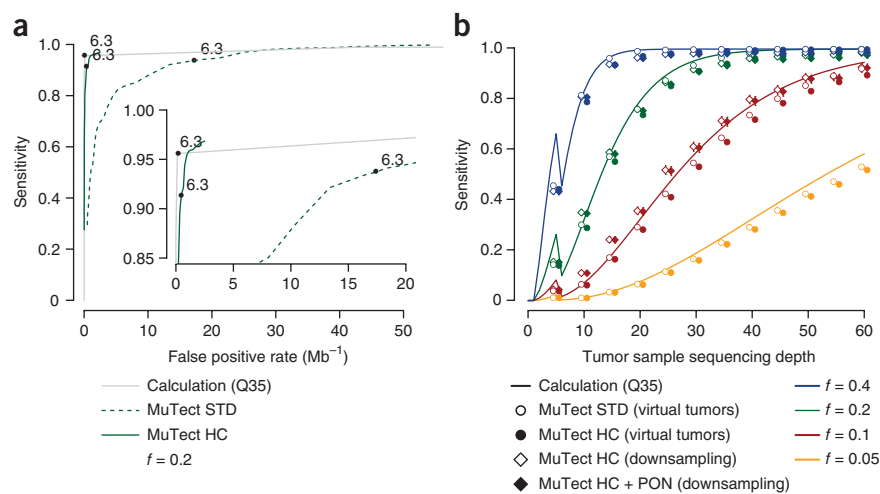 a
b
6.3
6.3
6.3
1.0
0.8
0.6
0.4
0.2
0
Sensitivity
1.00
0.95
0.90
0.85
6.3
6.3
6.3
0 5 10 15 20
0 10 20 30 40 50
False positive rate (Mb⁻¹)
Calculation (Q35)
MuTect STD
MuTect HC
f = 0.2
1.0
0.8
0.6
0.4
0.2
0
Sensitivity
0 10 20 30 40 50 60
Tumor sample sequencing depth
Calculation (Q35)
MuTect STD (virtual tumors)
MuTect HC (virtual tumors)
MuTect HC (downsampling)
MuTect HC + PON (downsampling)
f = 0.4
f = 0.2
f = 0.1
f = 0.05